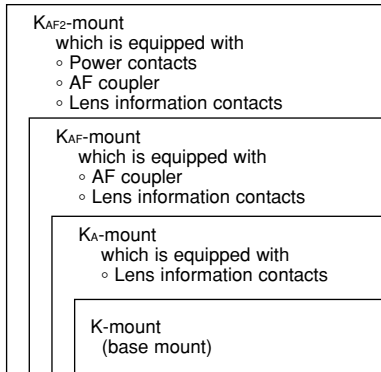 KAF2-mount
which is equipped with
◦ Power contacts
◦ AF coupler
◦ Lens information contacts
KAF-mount
which is equipped with
◦ AF coupler
◦ Lens information contacts
KA-mount
which is equipped with
◦ Lens information contacts
K-mount
(base mount)